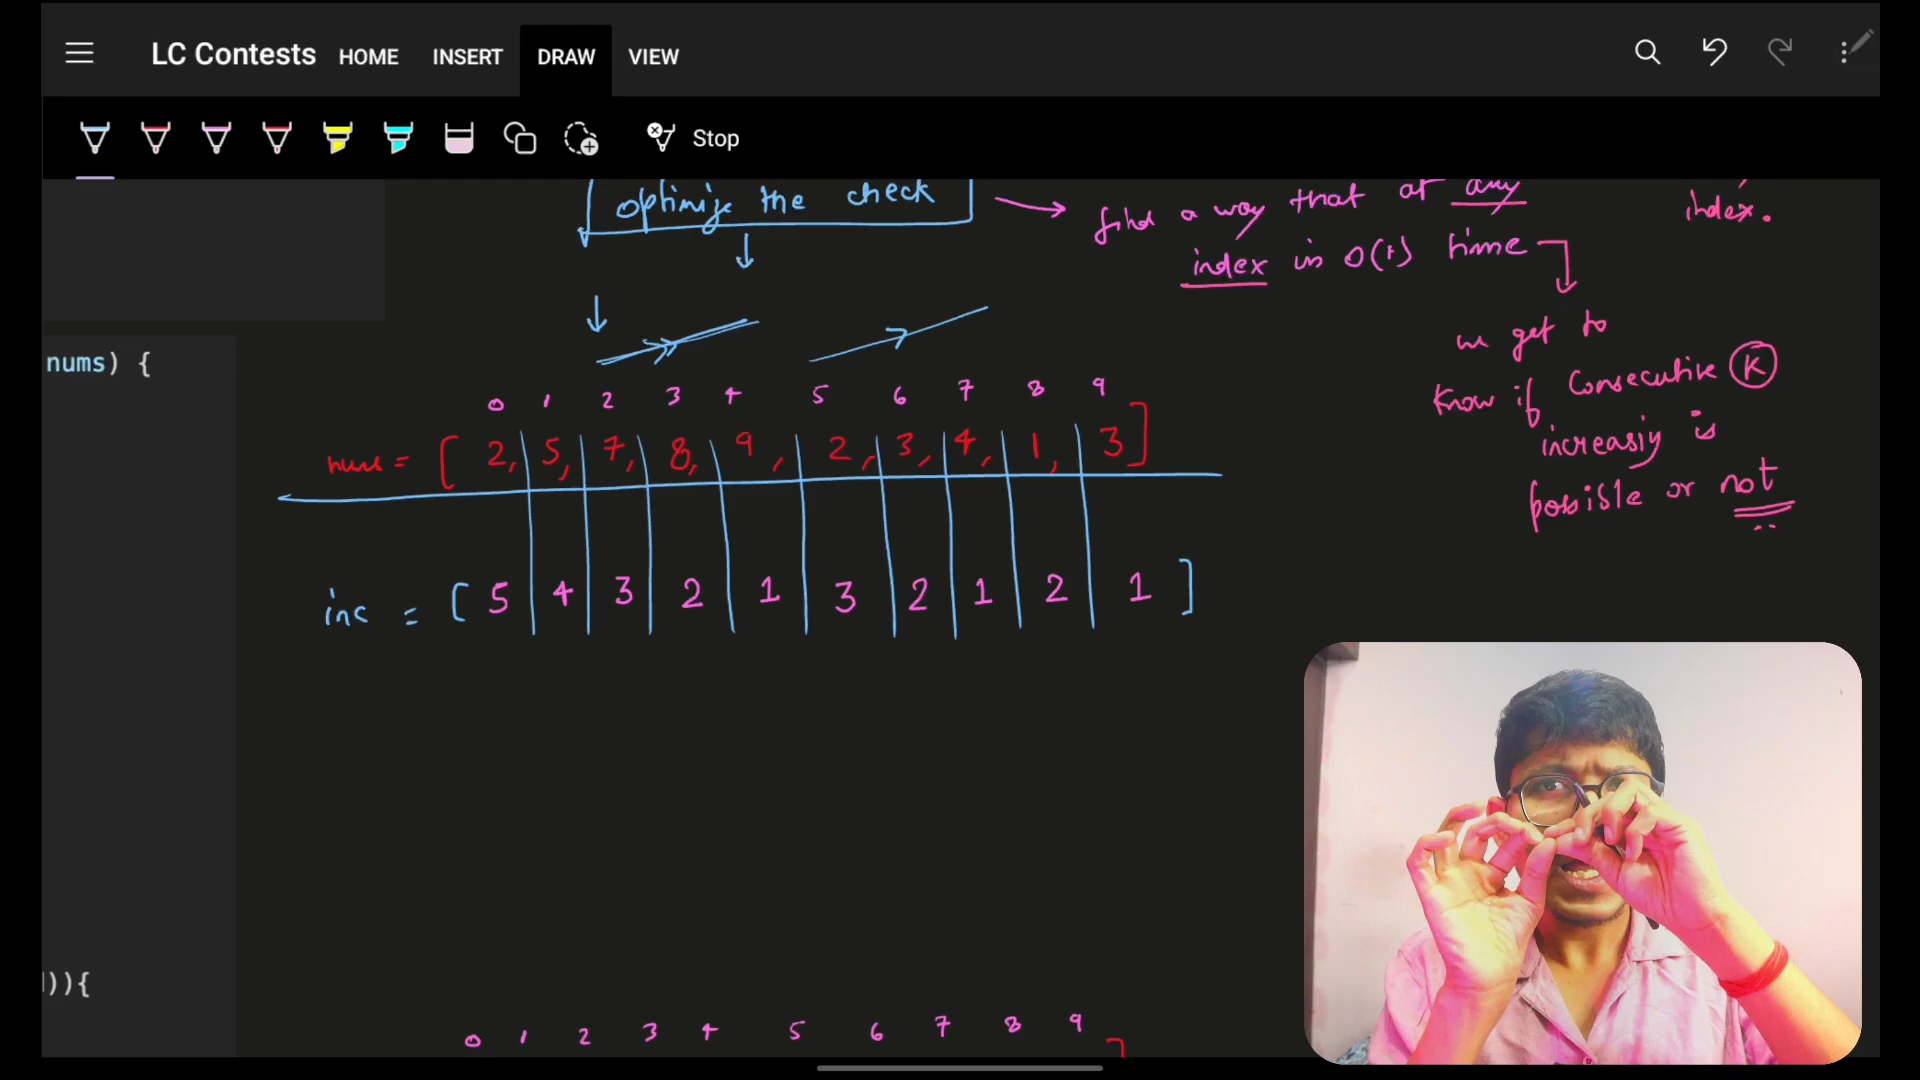 LC Contests HOME INSERT DRAW VIEW
Stop
optimize the check
find a way that at any
index in O(1) time
index.
we get to
know if consecutive K
increasing is
possible or not
nums) {
0 1 2 3 4 5 6 7 8 9
nums = [2, 5, 7, 8, 9, 2, 3, 4, 1, 3]
inc = [5 4 3 2 1 3 2 1 2 1]
)){
0 1 2 3 4 5 6 7 8 9
]